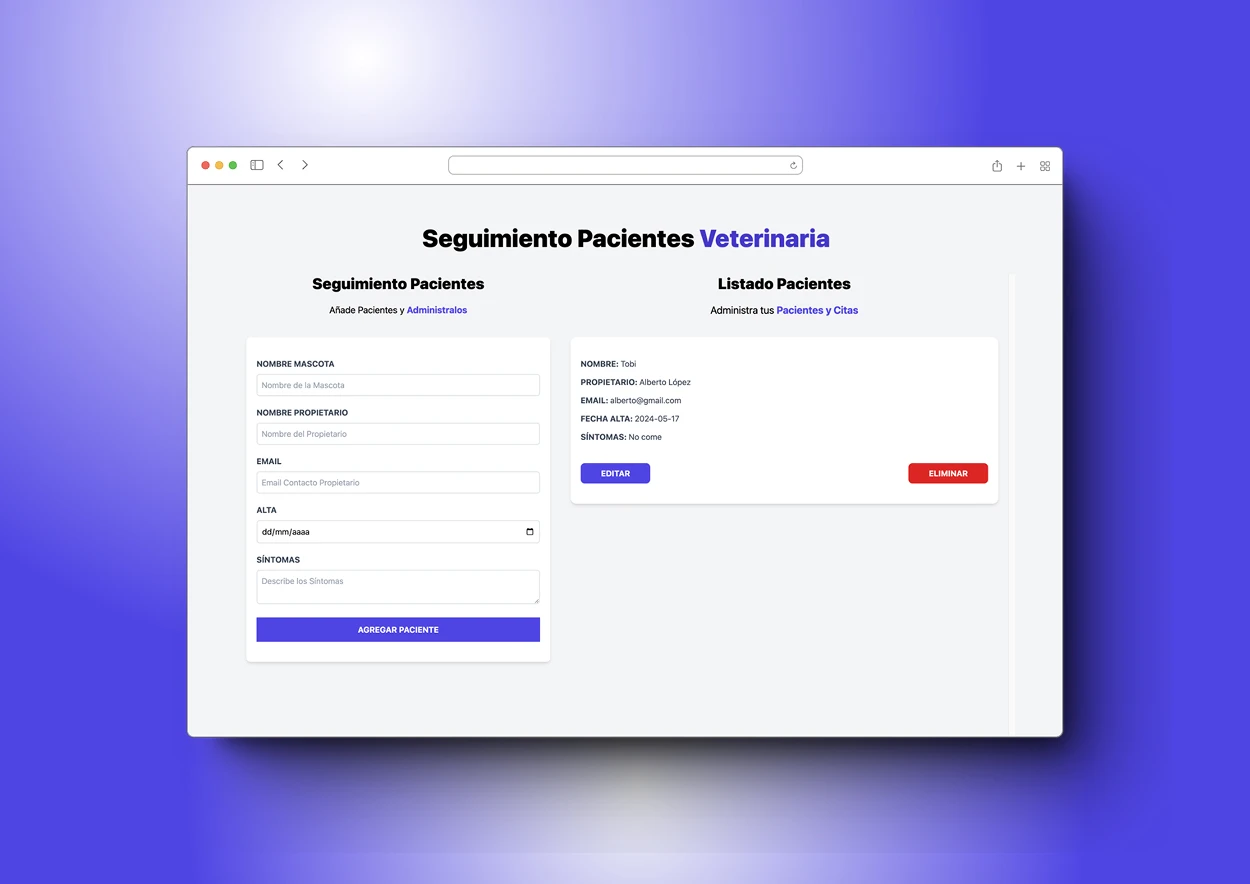 Seguimiento Pacientes Veterinaria
Seguimiento Pacientes
Añade Pacientes y Administralos
NOMBRE MASCOTA
Nombre de la Mascota
NOMBRE PROPIETARIO
Nombre del Propietario
EMAIL
Email Contacto Propietario
ALTA
dd/mm/aaaa
SÍNTOMAS
Describe los Síntomas
AGREGAR PACIENTE
Listado Pacientes
Administra tus Pacientes y Citas
NOMBRE: Tobi
PROPIETARIO: Alberto López
EMAIL: alberto@gmail.com
FECHA ALTA: 2024-05-17
SÍNTOMAS: No come
EDITAR
ELIMINAR